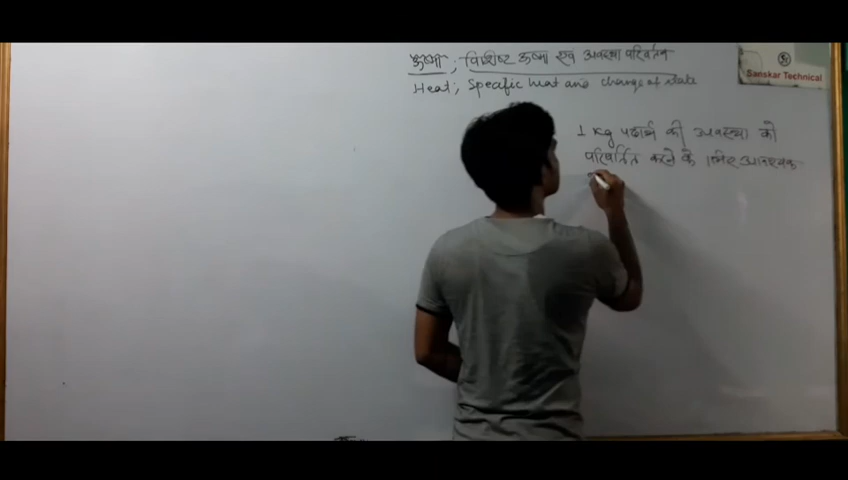 ऊष्मा; विशिष्ट ऊष्मा एवं अवस्था परिवर्तन
Heat; Specific heat and change of state
Sanskar Technical
1 Kg पदार्थ की अवस्था को
परिवर्तित करने के लिए आवश्यक